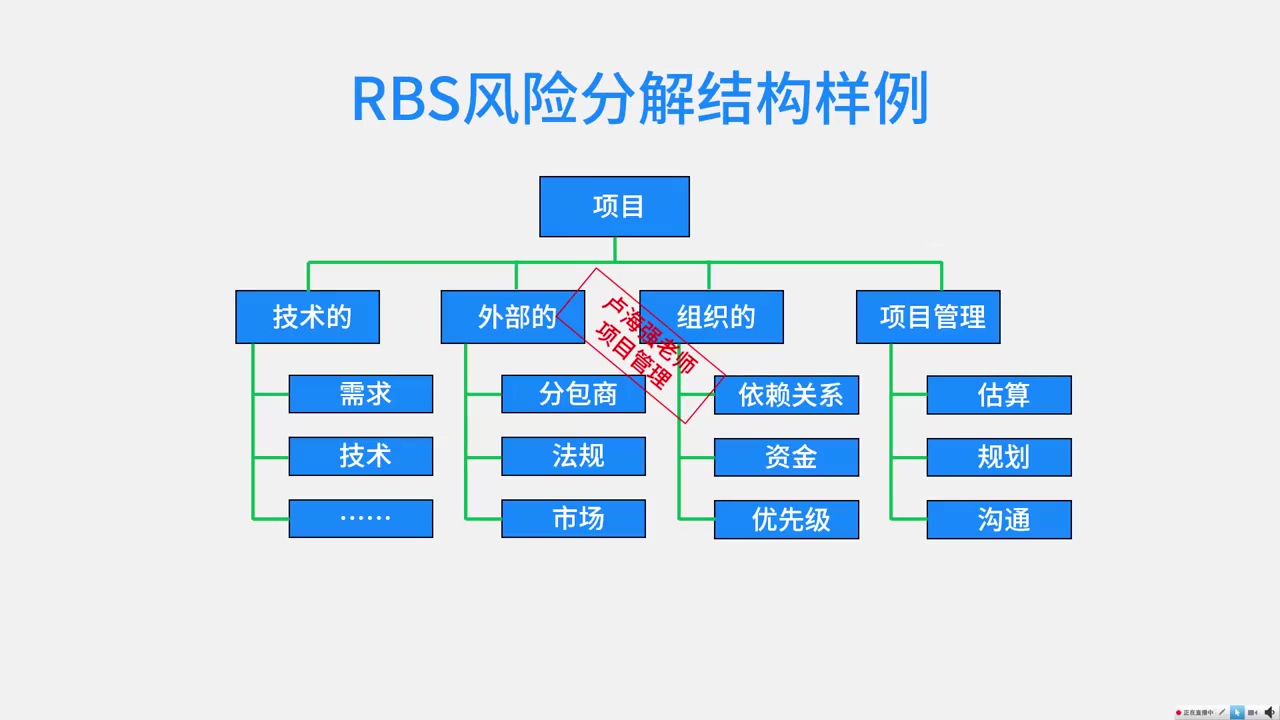 RBS风险分解结构样例
项目
技术的
外部的
组织的
项目管理
卢海强老师
项目管理
需求
分包商
依赖关系
估算
技术
法规
资金
规划
……
市场
优先级
沟通
正在直播中